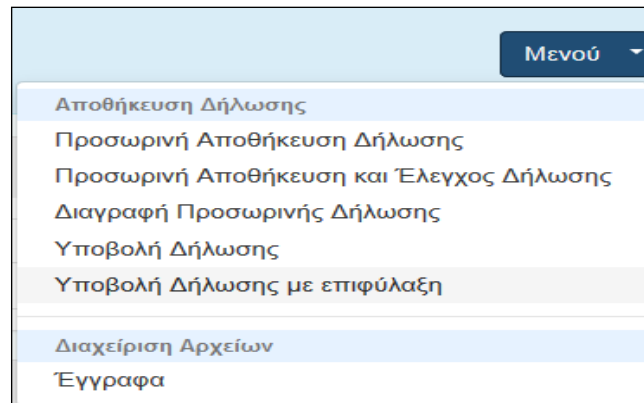 Μενού
Αποθήκευση Δήλωσης
Προσωρινή Αποθήκευση Δήλωσης
Προσωρινή Αποθήκευση και Έλεγχος Δήλωσης
Διαγραφή Προσωρινής Δήλωσης
Υποβολή Δήλωσης
Υποβολή Δήλωσης με επιφύλαξη
Διαχείριση Αρχείων
Έγγραφα